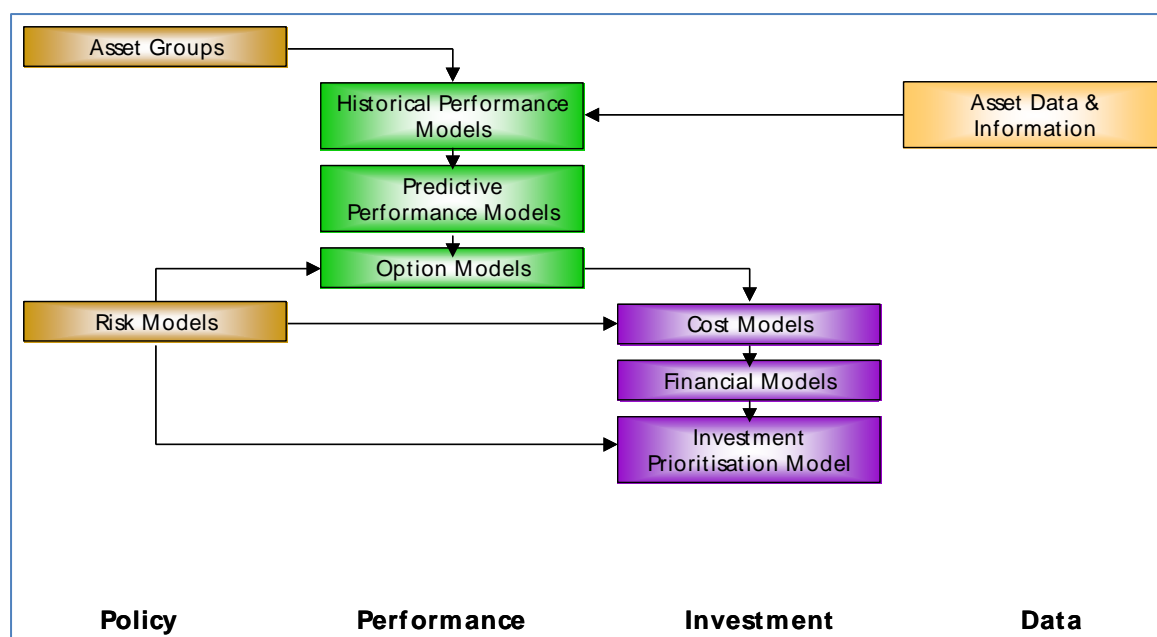 Asset Groups
Historical Performance
Models
Asset Data &
Information
Predictive
Performance Models
Option Models
Risk Models
Cost Models
Financial Models
Investment
Prioritisation Model
Policy
Performance
Investment
Data